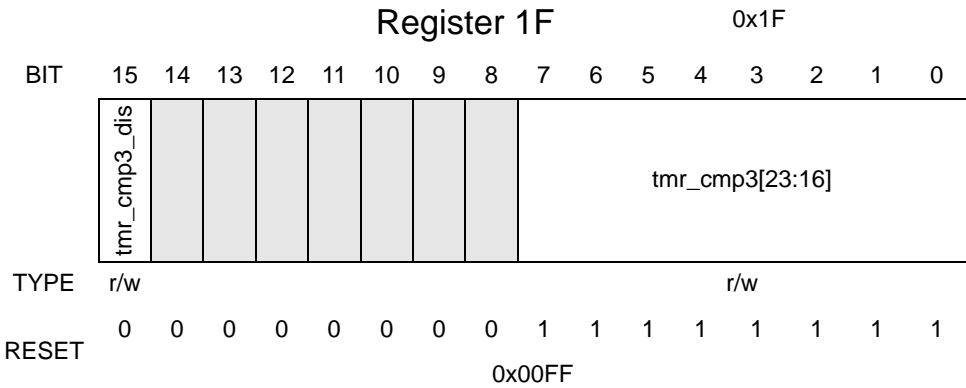 Register 1F 0x1F
BIT 15 14 13 12 11 10 9 8 7 6 5 4 3 2 1 0
tmr_cmp3_dis
tmr_cmp3[23:16]
TYPE r/w r/w
RESET 0 0 0 0 0 0 0 0 1 1 1 1 1 1 1 1
0x00FF